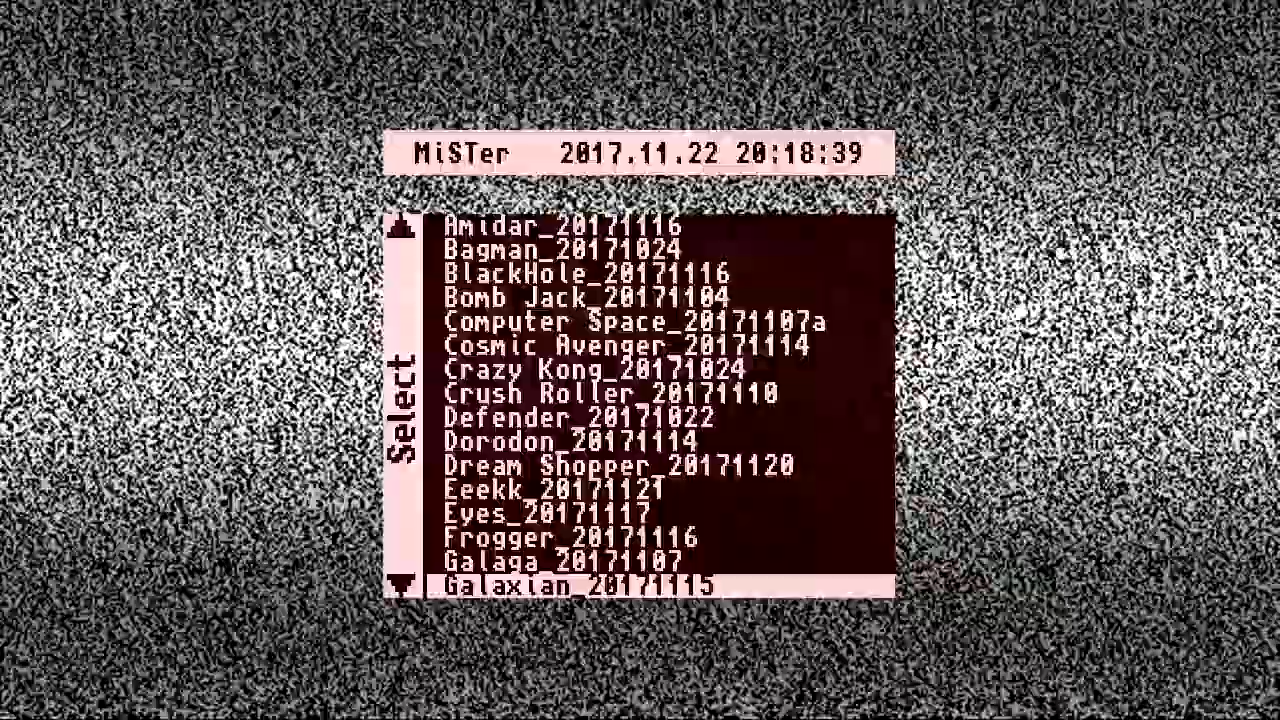 MiSTer 2017.11.22 20:18:39
Select
Amidar_20171116
Bagman_20171024
BlackHole_20171116
Bomb Jack_20171104
Computer Space_20171107a
Cosmic Avenger_20171114
Crazy Kong_20171024
Crush Roller_20171110
Defender_20171022
Dorodon_20171114
Dream Shopper_20171120
Eeekk_20171121
Eyes_20171117
Frogger_20171116
Galaga_20171107
Galaxian_20171115